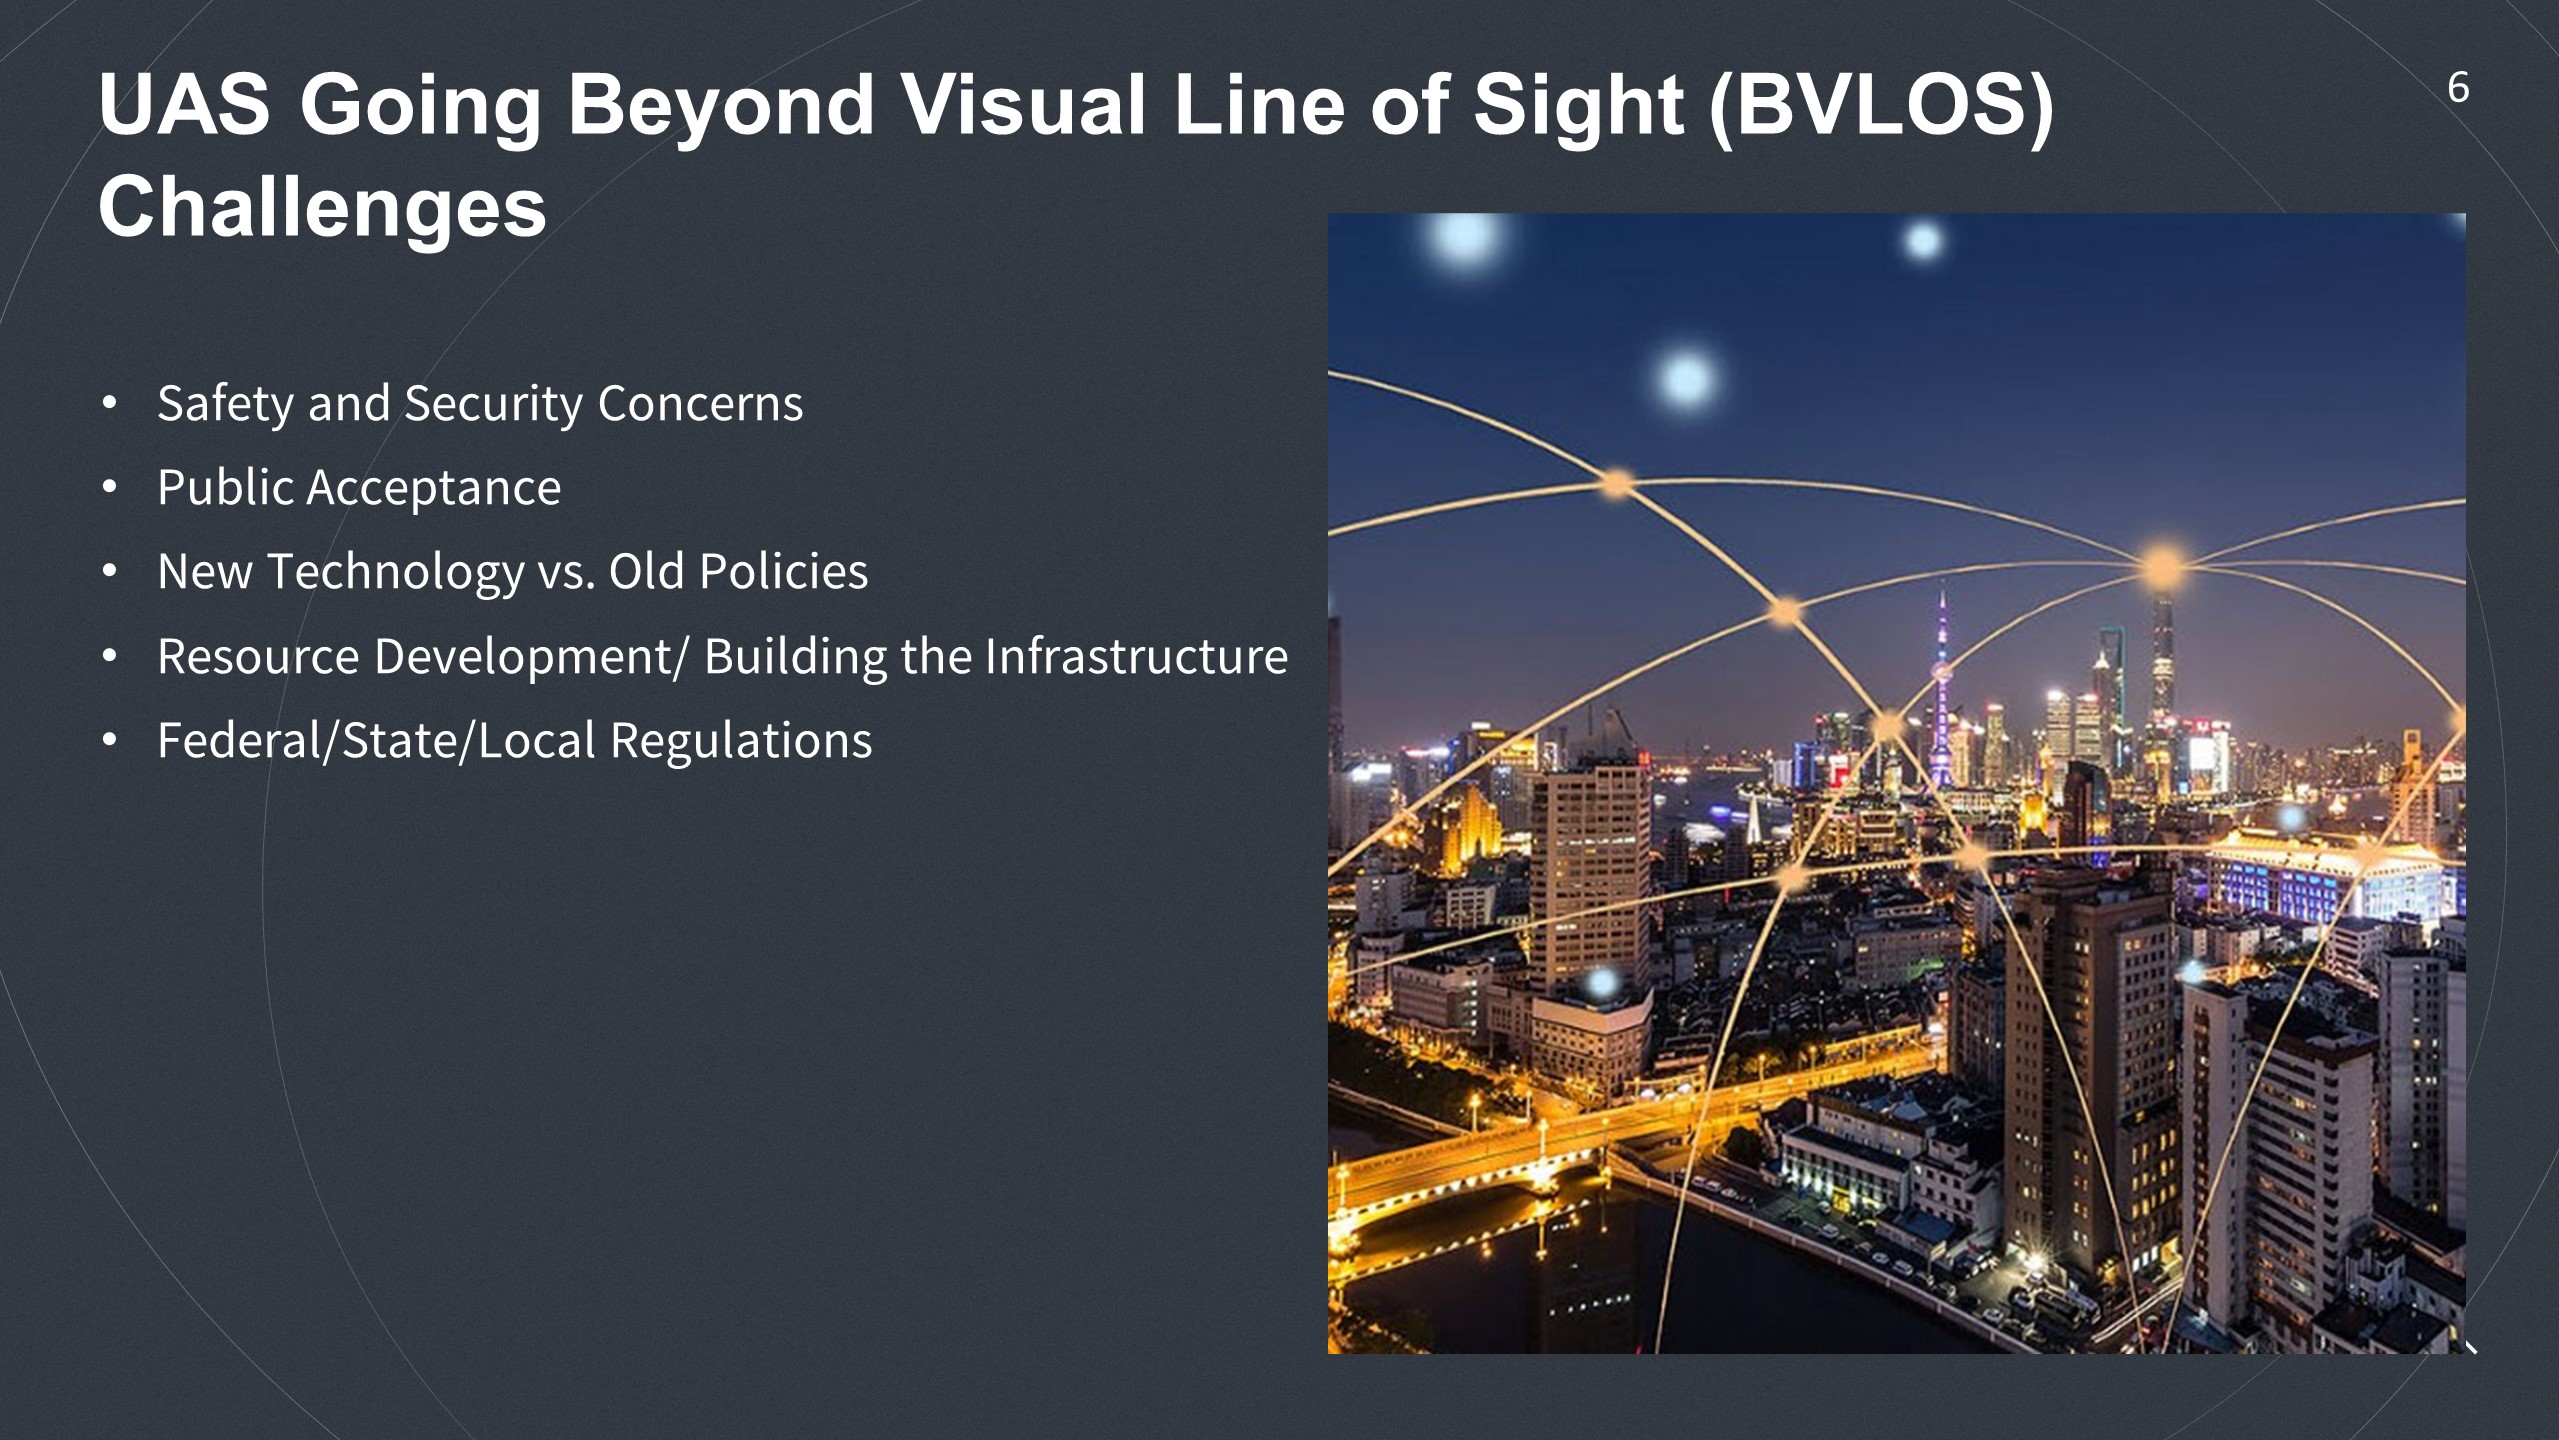 UAS Going Beyond Visual Line of Sight (BVLOS)
Challenges
6
• Safety and Security Concerns
• Public Acceptance
• New Technology vs. Old Policies
• Resource Development/ Building the Infrastructure
• Federal/State/Local Regulations